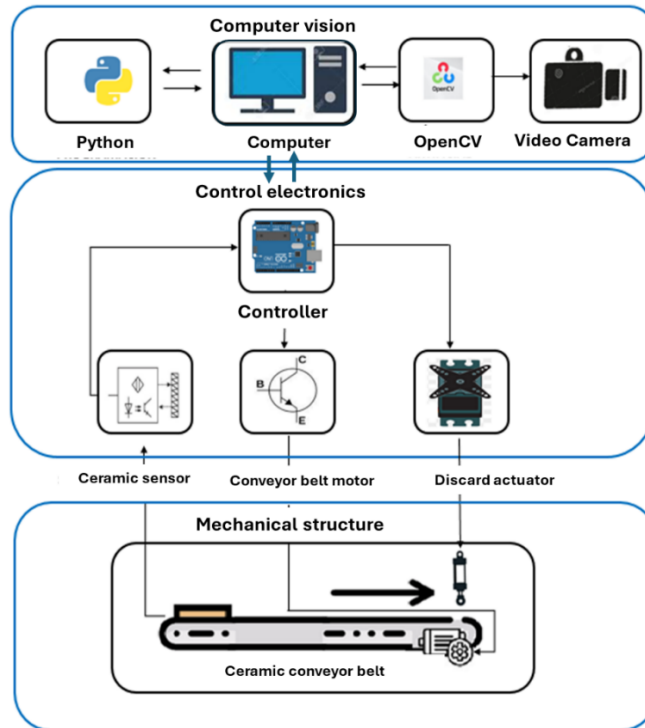 Computer vision
OpenCV
Python
Computer
OpenCV
Video Camera
Control electronics
Controller
C
B
E
Ceramic sensor
Conveyor belt motor
Discard actuator
Mechanical structure
Ceramic conveyor belt